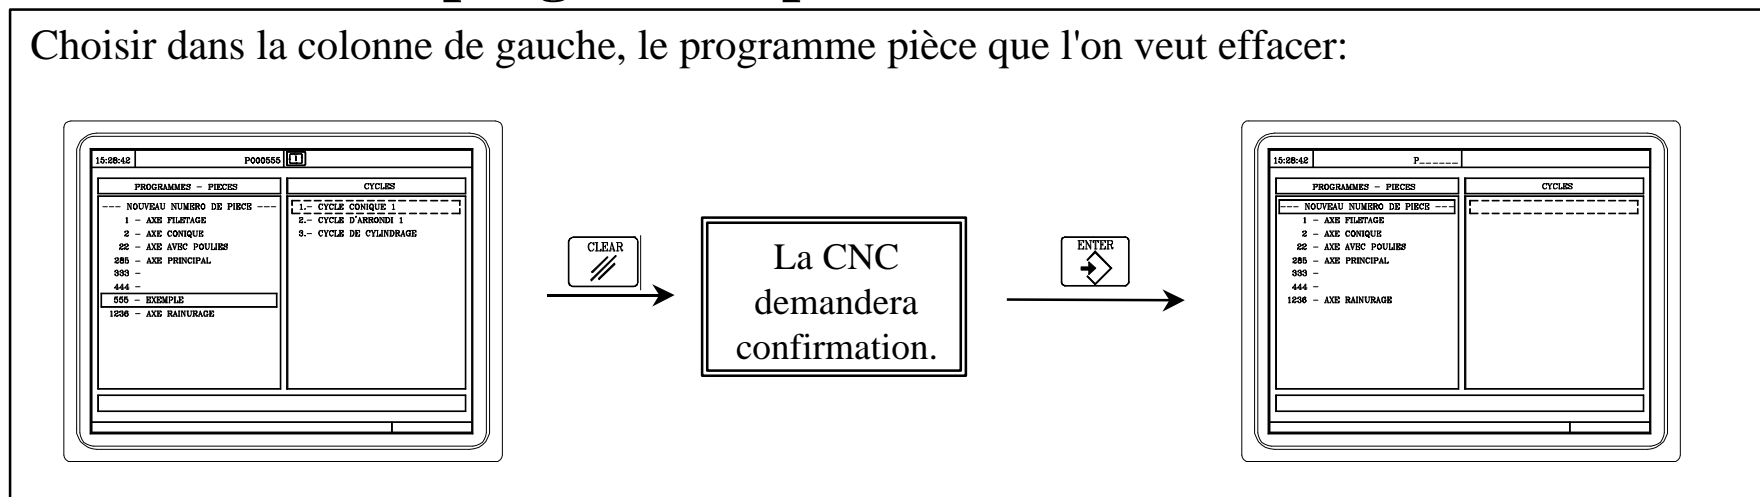 Choisir dans la colonne de gauche, le programme pièce que l'on veut effacer:
15:28:42 P000555
PROGRAMMES - PIECES CYCLES
--- NOUVEAU NUMERO DE PIECE ---
1 - AXE FILETAGE
2 - AXE CONIQUE
22 - AXE AVEC POULIES
285 - AXE PRINCIPAL
333 -
444 -
555 - EXEMPLE
1236 - AXE RAINURAGE
1.- CYCLE CONIQUE 1
2.- CYCLE D'ARRONDI 1
3.- CYCLE DE CYLINDRAGE
CLEAR
La CNC
demandera
confirmation.
ENTER
15:28:42 P______
PROGRAMMES - PIECES CYCLES
--- NOUVEAU NUMERO DE PIECE ---
1 - AXE FILETAGE
2 - AXE CONIQUE
22 - AXE AVEC POULIES
285 - AXE PRINCIPAL
333 -
444 -
1236 - AXE RAINURAGE